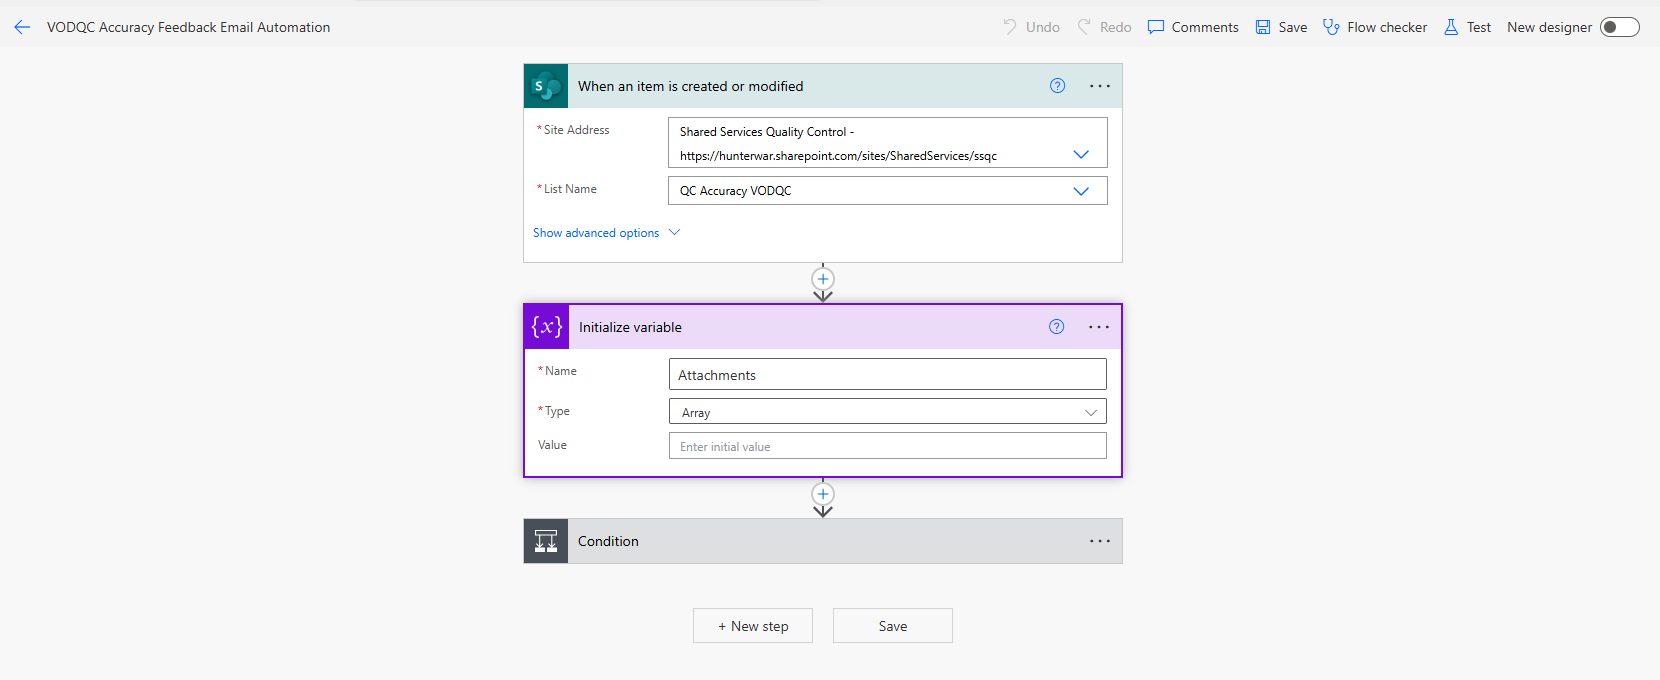 VODQC Accuracy Feedback Email Automation
Undo Redo Comments Save Flow checker Test New designer
S When an item is created or modified ?
* Site Address
Shared Services Quality Control -
https://hunterwar.sharepoint.com/sites/SharedServices/ssqc
* List Name QC Accuracy VODQC
Show advanced options
{x} Initialize variable ?
* Name Attachments
* Type Array
Value Enter initial value
Condition
+ New step Save